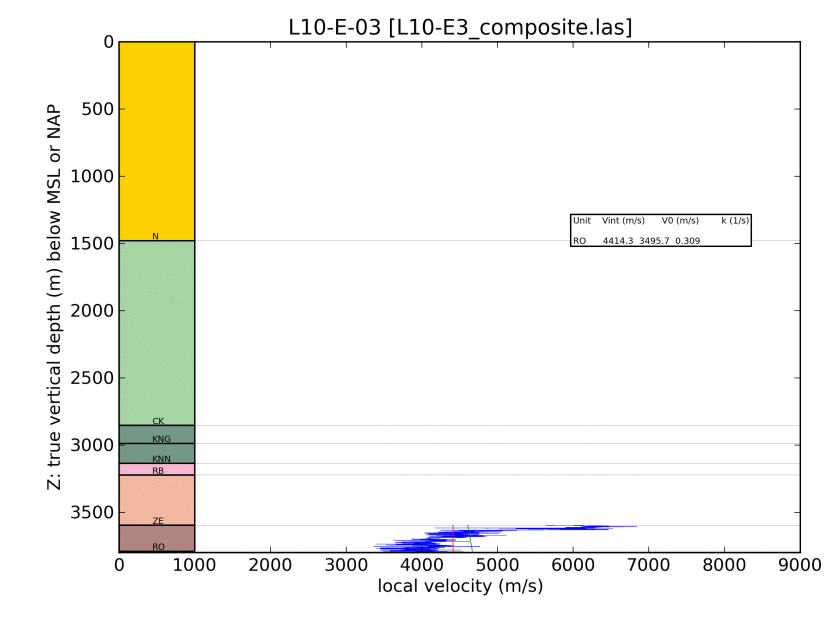 L10-E-03 [L10-E3_composite.las]
0
500
1000
1500
2000
2500
3000
3500
Z: true vertical depth (m) below MSL or NAP
N
CK
KNG
KNN
RB
ZE
RO
Unit Vint (m/s) V0 (m/s) k (1/s)
RO 4414.3 3495.7 0.309
0 1000 2000 3000 4000 5000 6000 7000 8000 9000
local velocity (m/s)